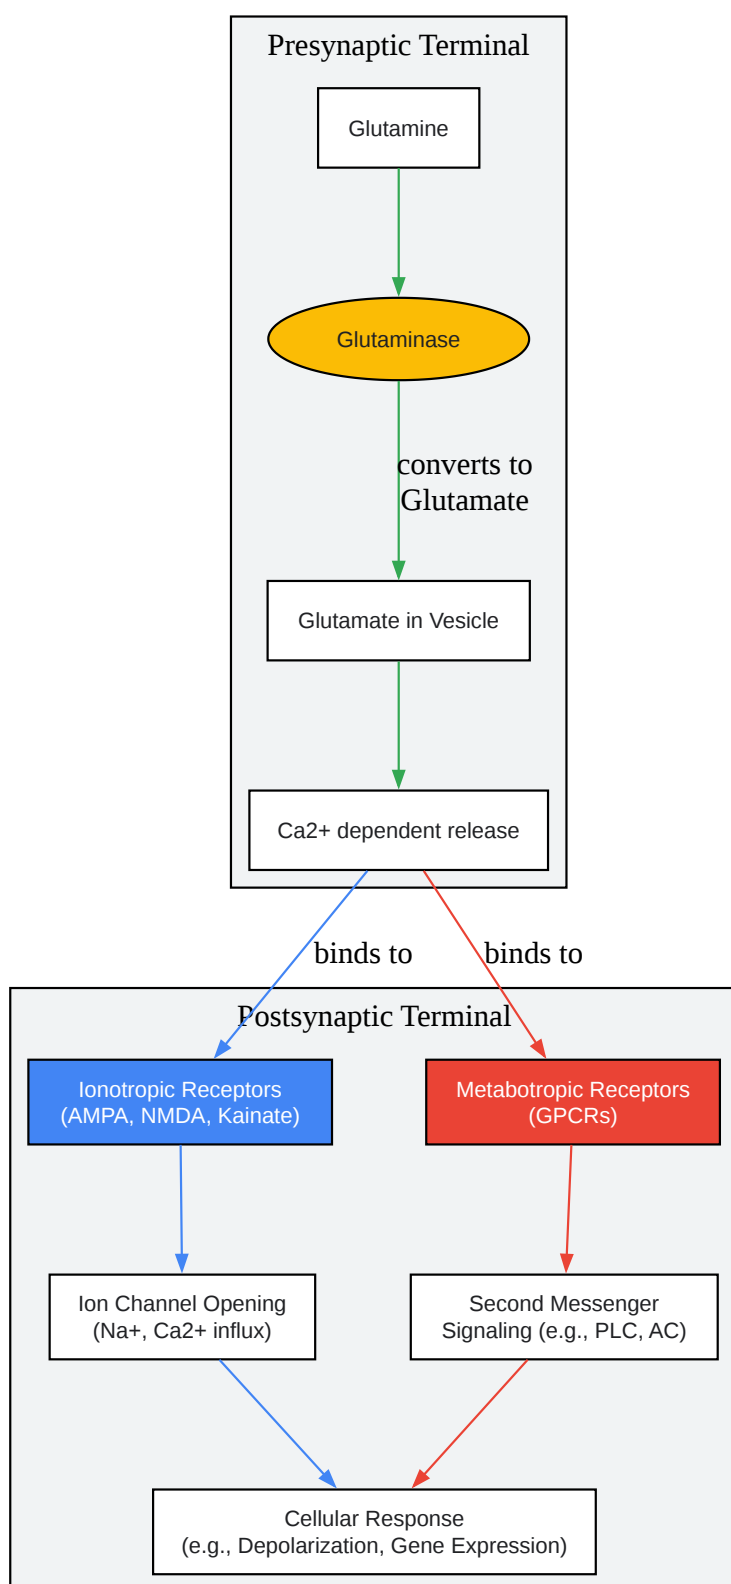 Presynaptic Terminal
Glutamine
Glutaminase
converts to
Glutamate
Glutamate in Vesicle
Ca2+ dependent release
binds to
binds to
Postsynaptic Terminal
Ionotropic Receptors
(AMPA, NMDA, Kainate)
Metabotropic Receptors
(GPCRs)
Ion Channel Opening
(Na+, Ca2+ influx)
Second Messenger
Signaling (e.g., PLC, AC)
Cellular Response
(e.g., Depolarization, Gene Expression)